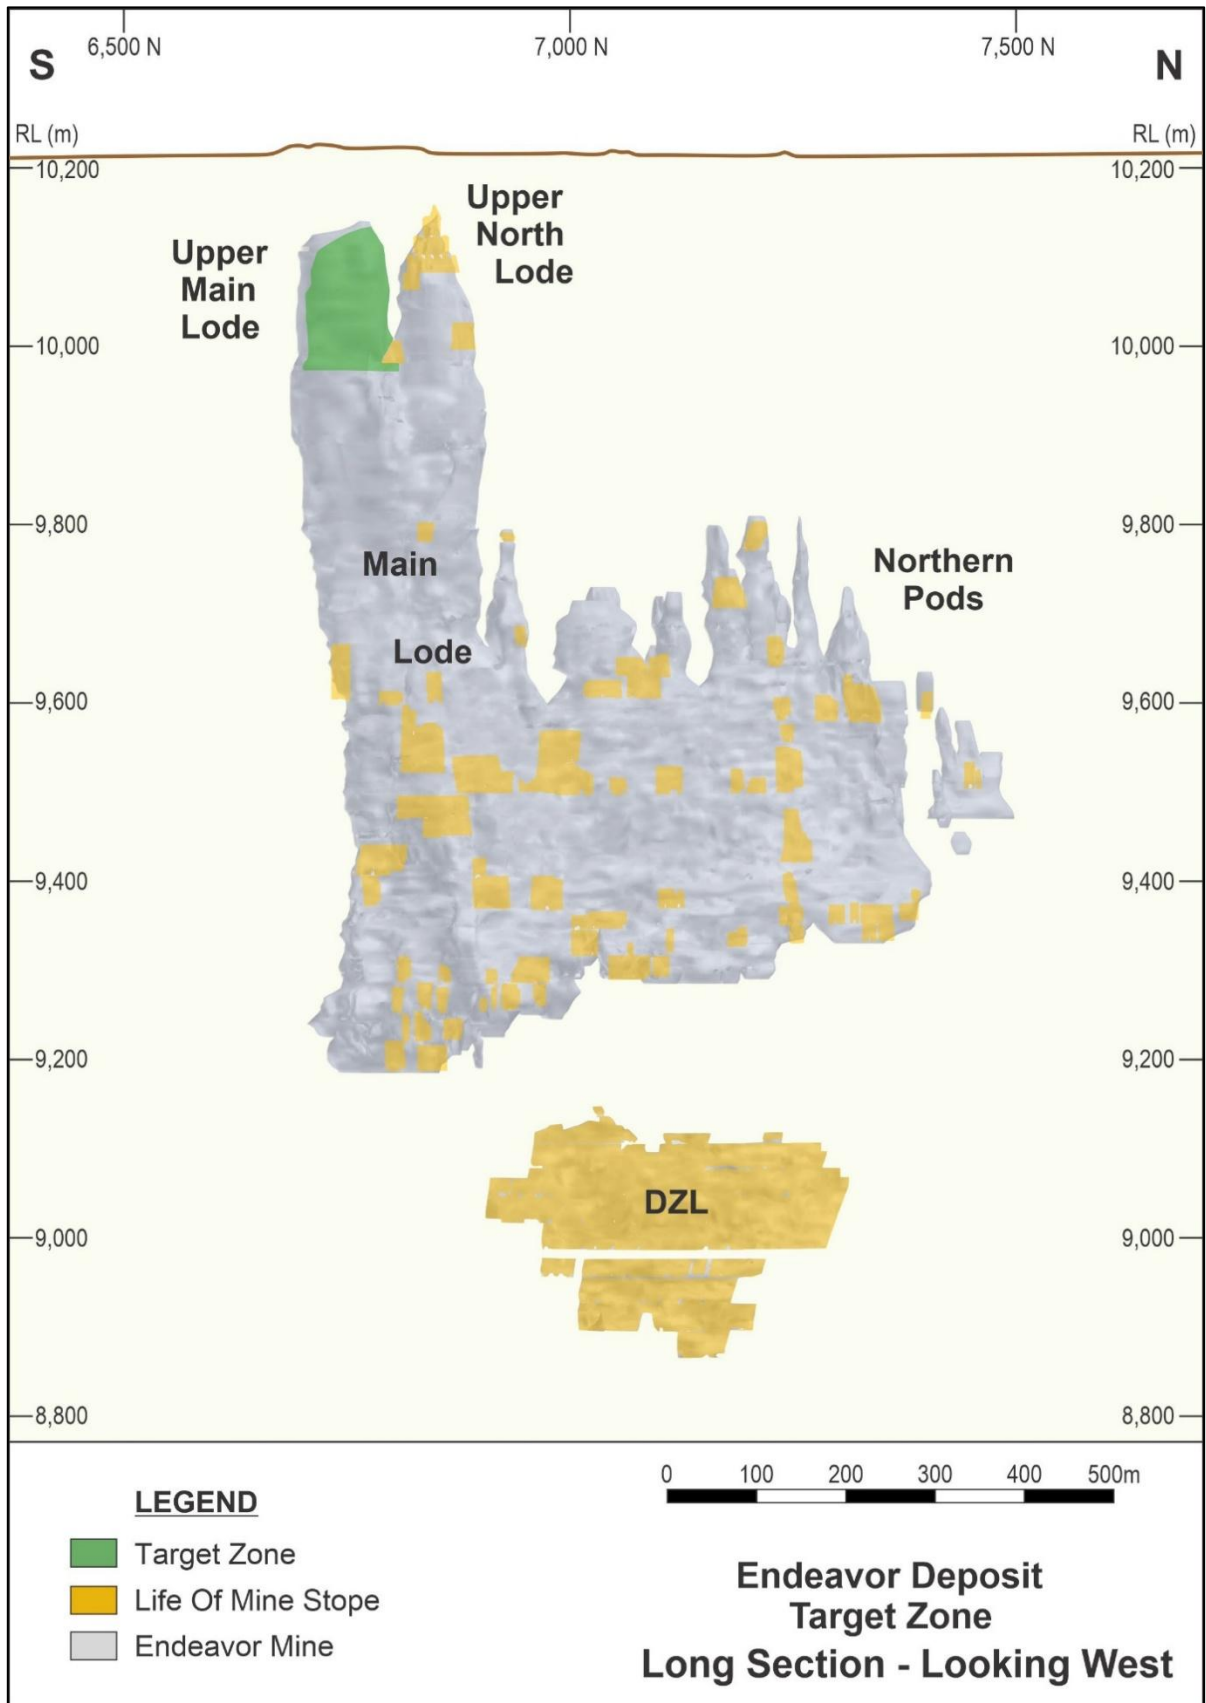 6,500 N
7,000 N
7,500 N
S
N
RL (m)
RL (m)
10,200
10,200
Upper
Main
Lode
Upper
North
Lode
10,000
10,000
9,800
9,800
Main
Lode
Northern
Pods
9,600
9,600
9,400
9,400
9,200
9,200
DZL
9,000
9,000
8,800
8,800
LEGEND
Target Zone
Life Of Mine Stope
Endeavor Mine
0 100 200 300 400 500m
Endeavor Deposit
Target Zone
Long Section - Looking West